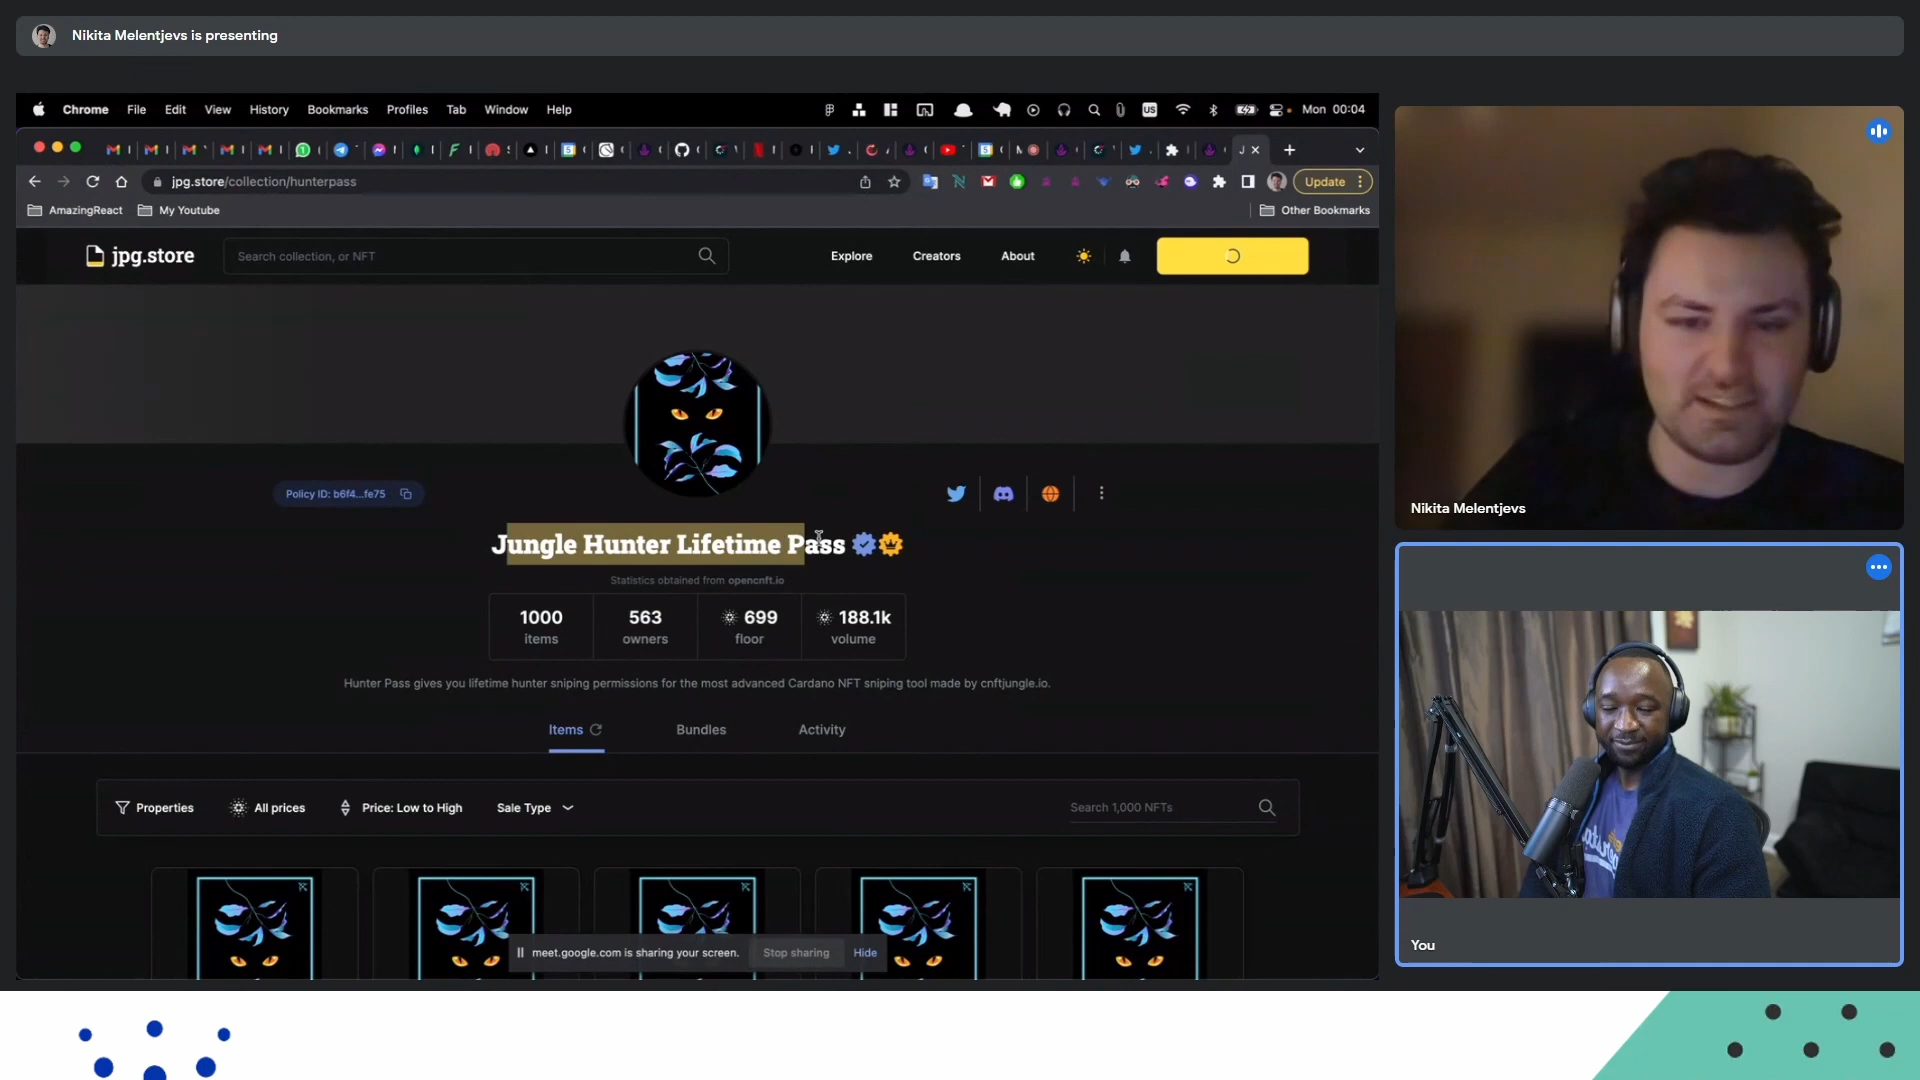 Nikita Melentjevs is presenting
Chrome File Edit View History Bookmarks Profiles Tab Window Help
US
Mon 00:04
jpg.store/collection/hunterpass
Update
AmazingReact
My Youtube
Other Bookmarks
jpg.store
Search collection, or NFT
Explore
Creators
About
Policy ID: b6f4...fe75
Jungle Hunter Lifetime Pass
Statistics obtained from opencnft.io
1000
563
699
188.1k
items
owners
floor
volume
Hunter Pass gives you lifetime hunter sniping permissions for the most advanced Cardano NFT sniping tool made by cnftjungle.io.
Items
Bundles
Activity
Properties
All prices
Price: Low to High
Sale Type
Search 1,000 NFTs
meet.google.com is sharing your screen.
Stop sharing
Hide
Nikita Melentjevs
You